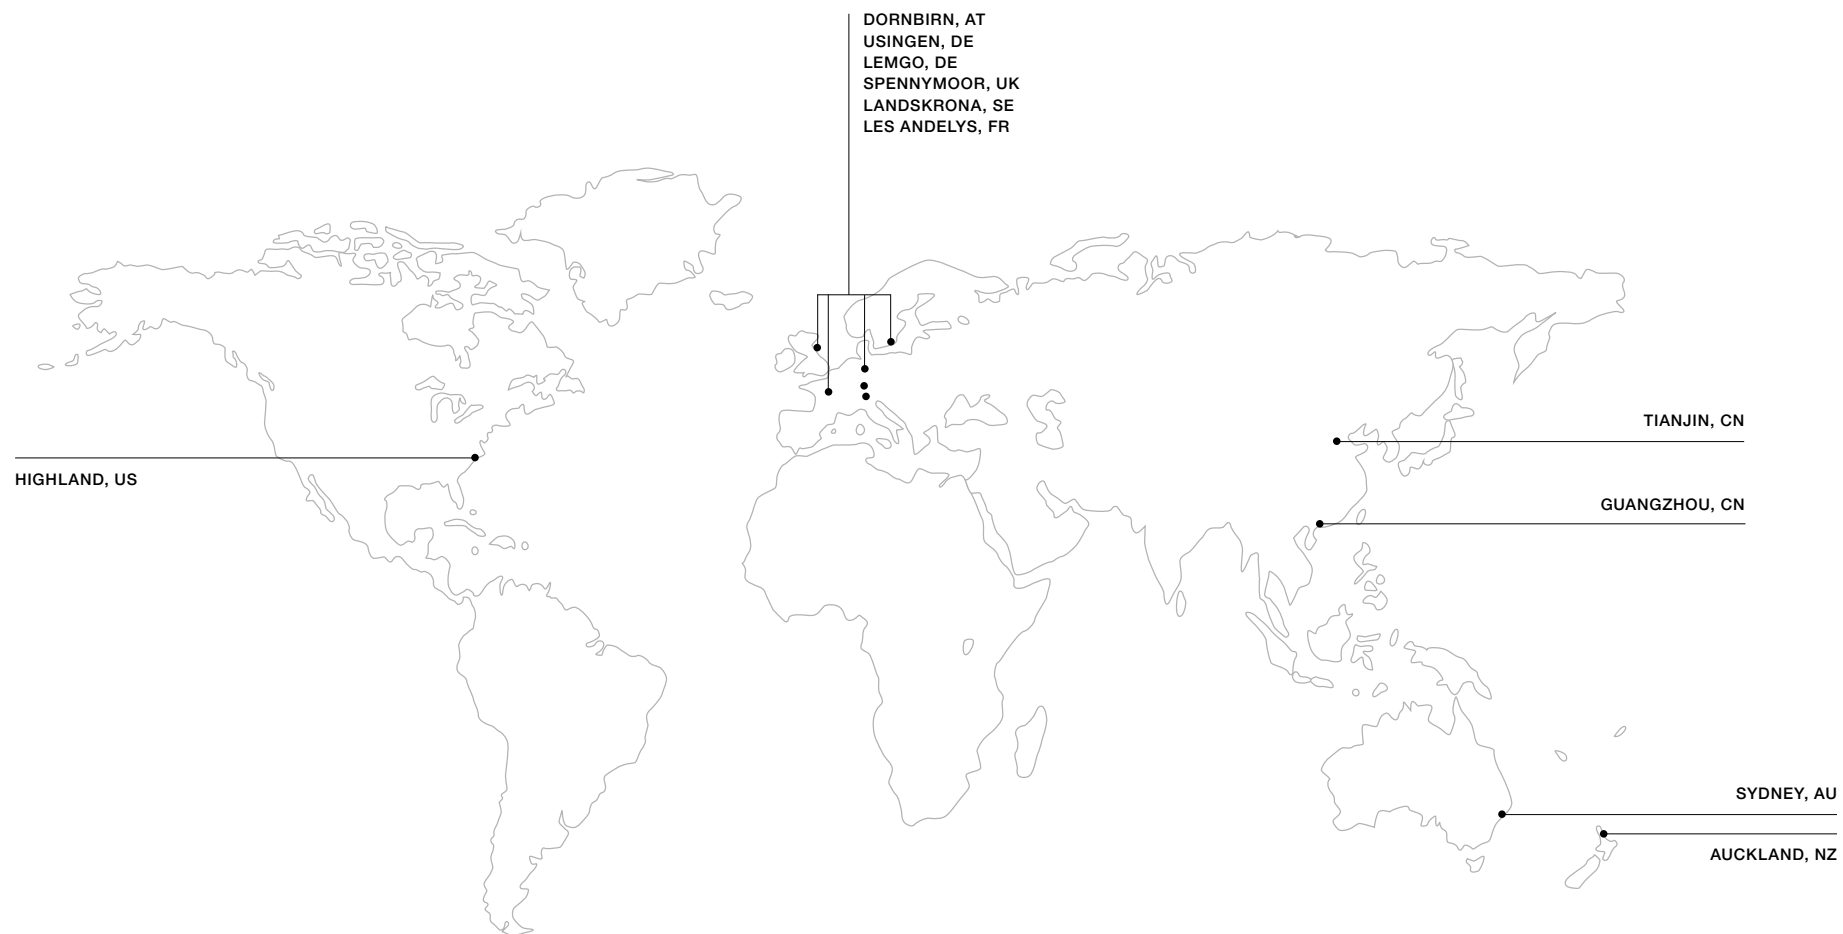 DORNBIRN, AT
USINGEN, DE
LEMGO, DE
SPENNYMOOR, UK
LANDSKRONA, SE
LES ANDELYS, FR
TIANJIN, CN
HIGHLAND, US
GUANGZHOU, CN
SYDNEY, AU
AUCKLAND, NZ